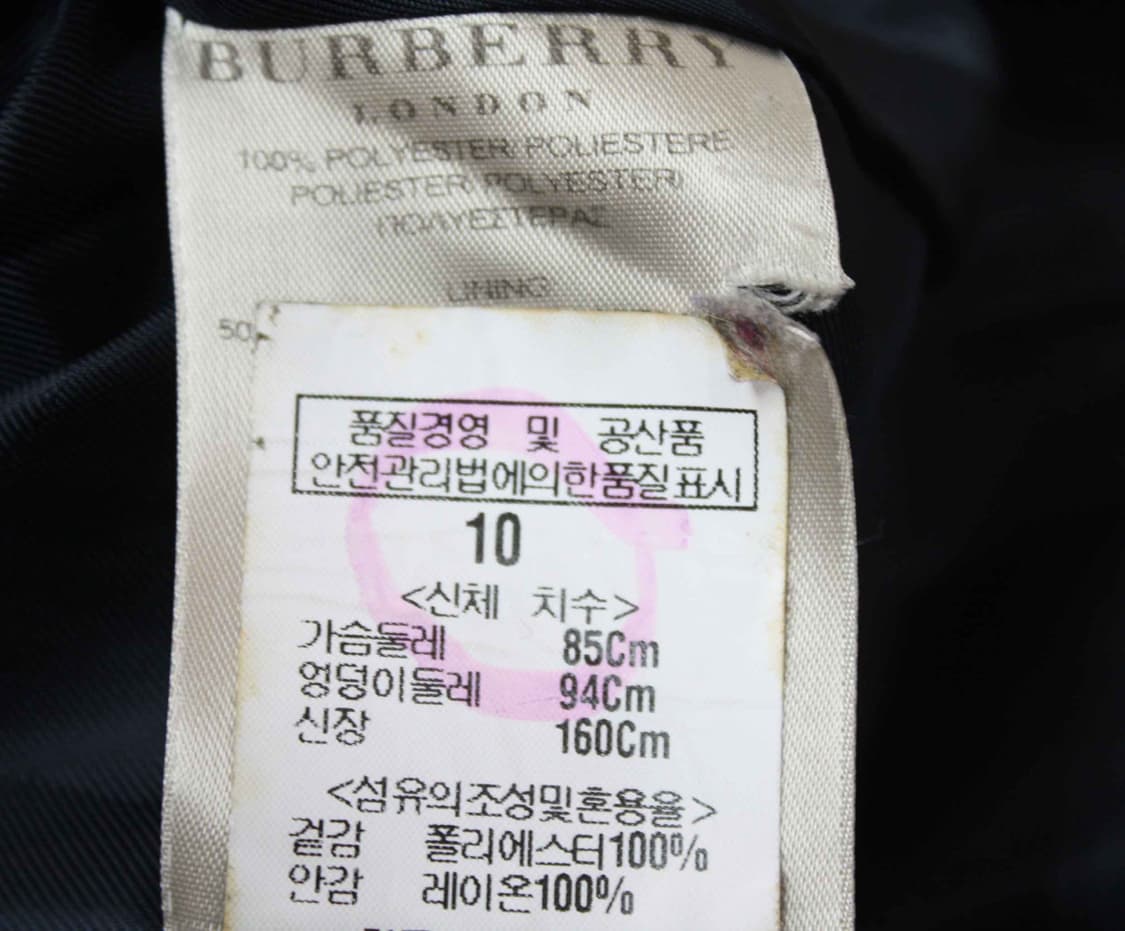 BURBERRY
LONDON
100% POLYESTER POLIESTERE
POLIESTER POLYESTER
ΠΟΛΥΕΣΤΕΡΑΣ
LINING
50
품질경영 및 공산품
안전관리법에의한품질표시
10
<신체 치수>
가슴둘레 85Cm
엉덩이둘레 94Cm
신장 160Cm
<섬유의조성및혼용율>
겉감 폴리에스터100%
안감 레이온100%